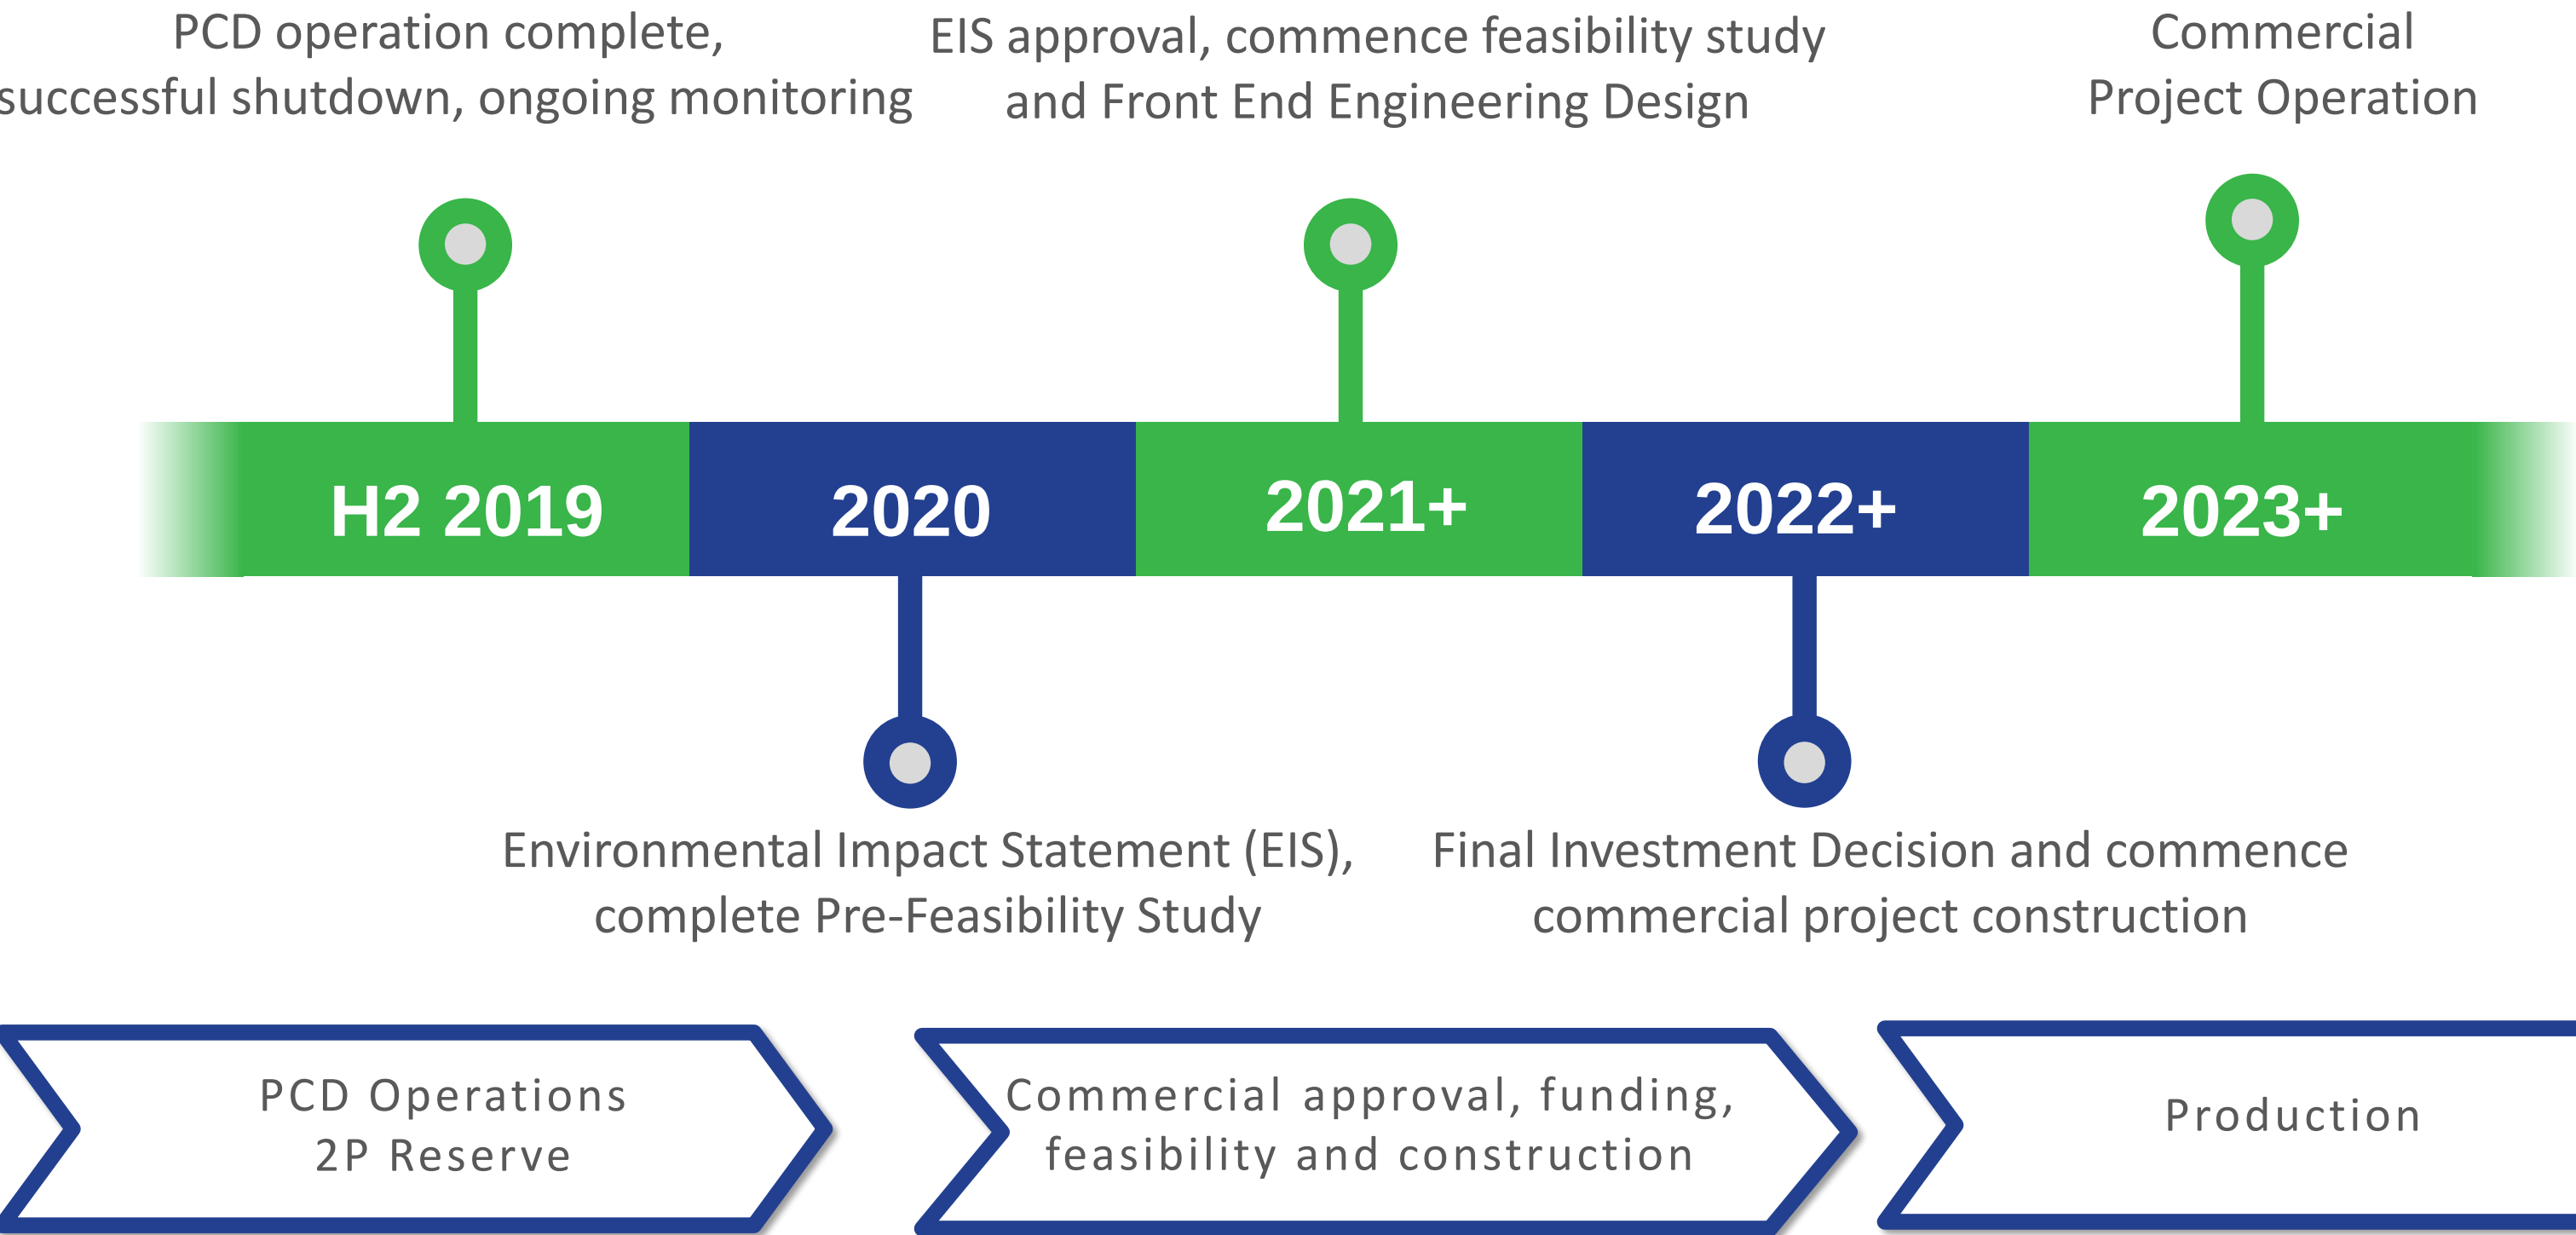 PCD operation complete,
successful shutdown, ongoing monitoring
EIS approval, commence feasibility study
and Front End Engineering Design
Commercial
Project Operation
H2 2019
2020
2021+
2022+
2023+
Environmental Impact Statement (EIS),
complete Pre-Feasibility Study
Final Investment Decision and commence
commercial project construction
PCD Operations
2P Reserve
Commercial approval, funding,
feasibility and construction
Production